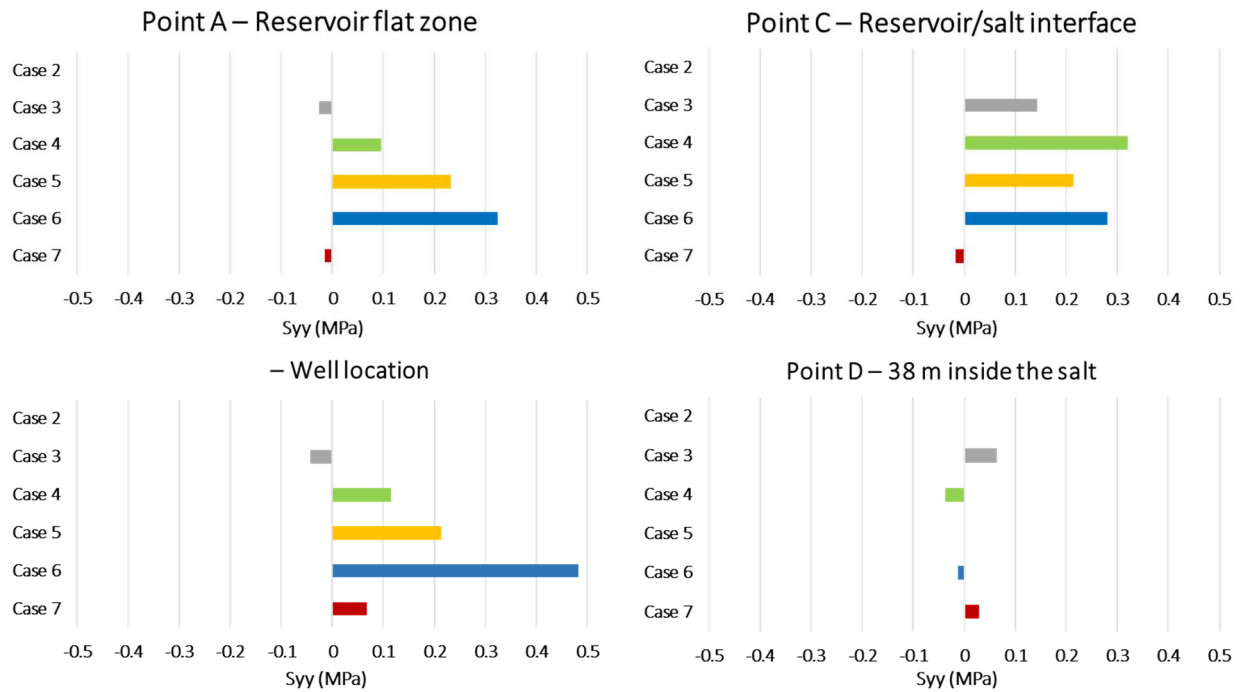 Point A – Reservoir flat zone
Case 2
Case 3
Case 4
Case 5
Case 6
Case 7
-0.5 -0.4 -0.3 -0.2 -0.1 0 0.1 0.2 0.3 0.4 0.5
Syy (MPa)
Point C – Reservoir/salt interface
Case 2
Case 3
Case 4
Case 5
Case 6
Case 7
-0.5 -0.4 -0.3 -0.2 -0.1 0 0.1 0.2 0.3 0.4 0.5
Syy (MPa)
– Well location
Case 2
Case 3
Case 4
Case 5
Case 6
Case 7
-0.5 -0.4 -0.3 -0.2 -0.1 0 0.1 0.2 0.3 0.4 0.5
Syy (MPa)
Point D – 38 m inside the salt
Case 2
Case 3
Case 4
Case 5
Case 6
Case 7
-0.5 -0.4 -0.3 -0.2 -0.1 0 0.1 0.2 0.3 0.4 0.5
Syy (MPa)